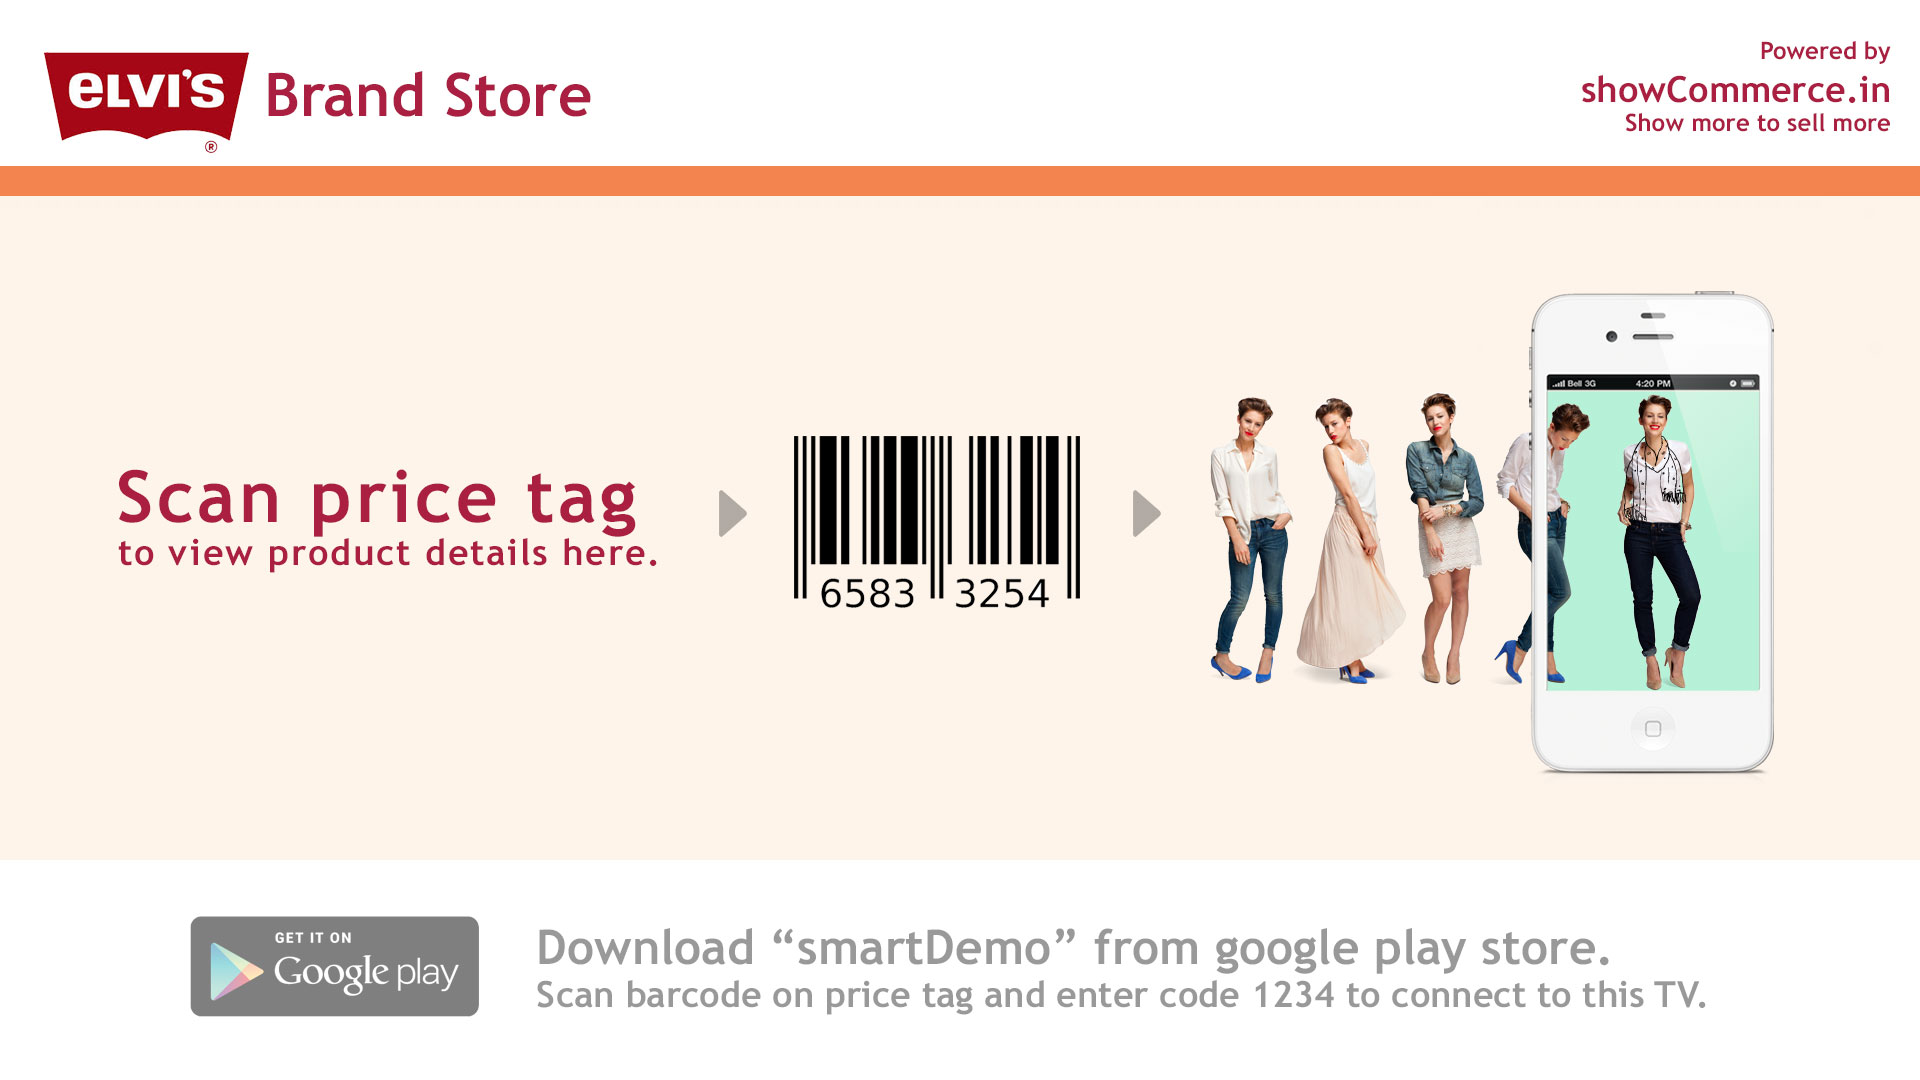 eLVI'S
®
Brand Store
Powered by
showCommerce.in
Show more to sell more
Scan price tag
to view product details here.
6583 3254
Bell 3G 4:20 PM
GET IT ON
Google play
Download “smartDemo” from google play store.
Scan barcode on price tag and enter code 1234 to connect to this TV.